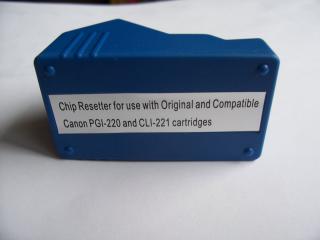 Chip Resetter for use with Original and Compatible
Canon PGI-220 and CLI-221 cartridges